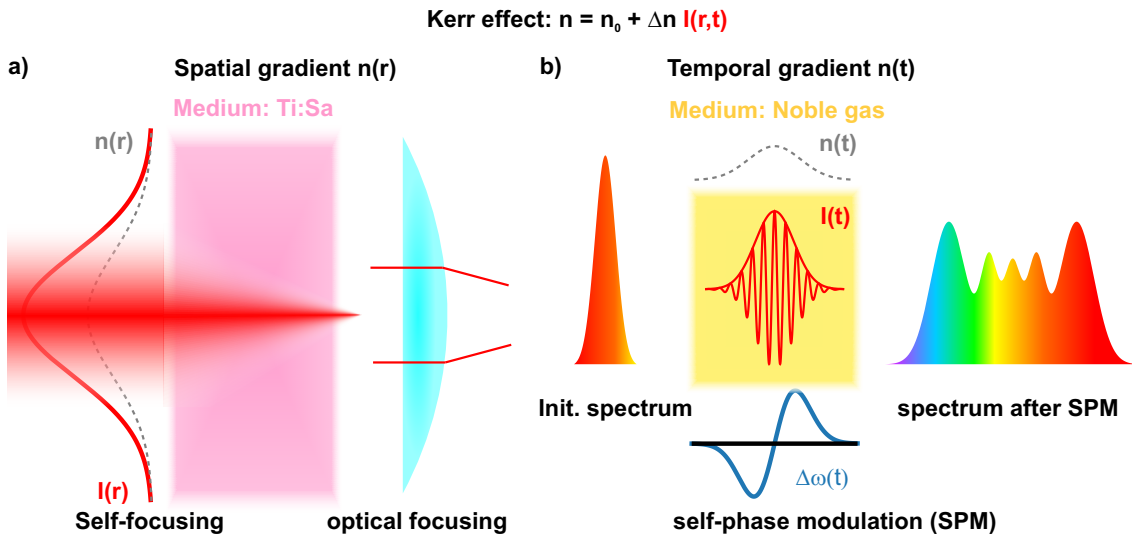 Kerr effect: n = n₀ + Δn I(r,t)
a)
Spatial gradient n(r)
Medium: Ti:Sa
n(r)
I(r)
Self-focusing
optical focusing
b)
Temporal gradient n(t)
Medium: Noble gas
n(t)
I(t)
Init. spectrum
spectrum after SPM
Δω(t)
self-phase modulation (SPM)